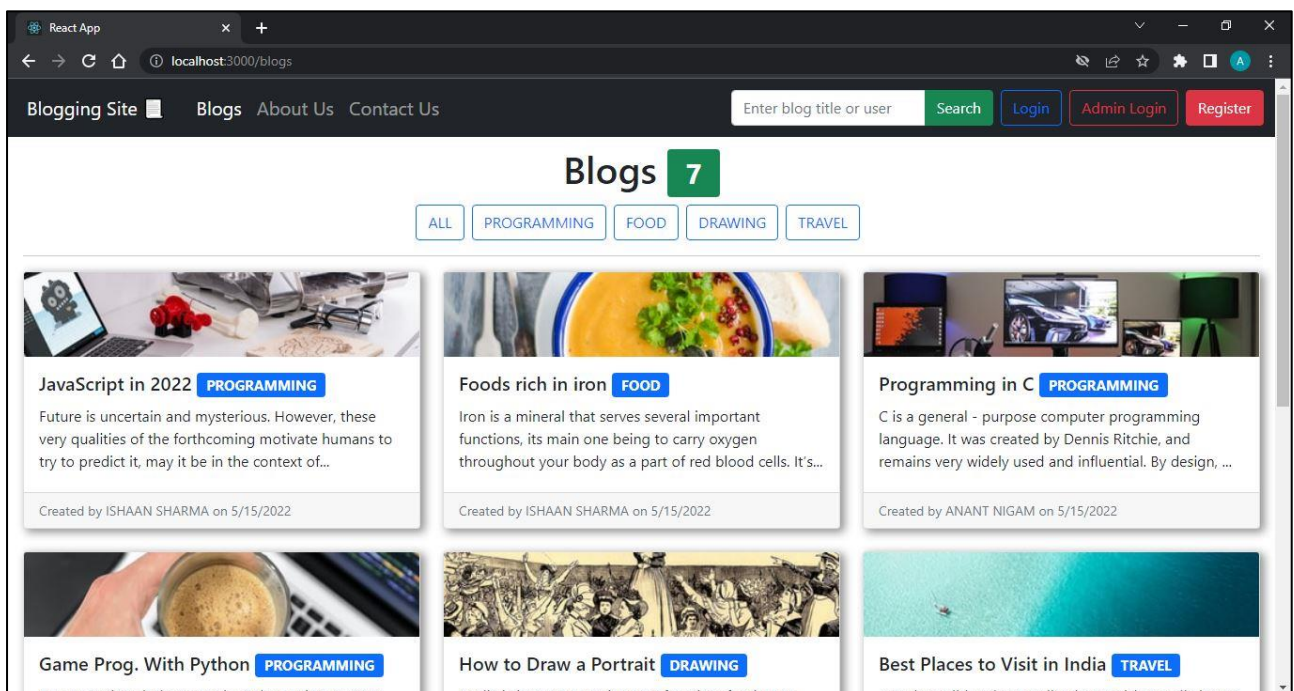 React App
localhost:3000/blogs
A
Blogging Site Blogs About Us Contact Us Enter blog title or user Search Login Admin Login Register
Blogs 7
ALL PROGRAMMING FOOD DRAWING TRAVEL
JavaScript in 2022 PROGRAMMING
Future is uncertain and mysterious. However, these
very qualities of the forthcoming motivate humans to
try to predict it, may it be in the context of...
Created by ISHAAN SHARMA on 5/15/2022
Foods rich in iron FOOD
Iron is a mineral that serves several important
functions, its main one being to carry oxygen
throughout your body as a part of red blood cells. It's...
Created by ISHAAN SHARMA on 5/15/2022
Programming in C PROGRAMMING
C is a general - purpose computer programming
language. It was created by Dennis Ritchie, and
remains very widely used and influential. By design, ...
Created by ANANT NIGAM on 5/15/2022
Game Prog. With Python PROGRAMMING
How to Draw a Portrait DRAWING
Best Places to Visit in India TRAVEL